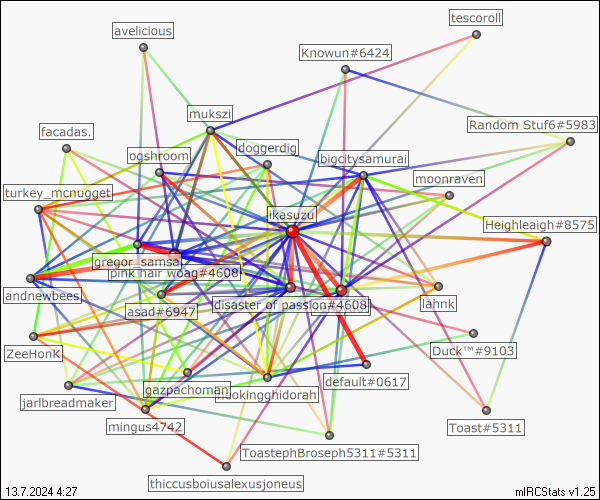 tescoroll
avelicious
Knowun#6424
mukszi
Random Stuf6#5983
facadas.
doggerdig
ogshroom
bigcitysamurai
moonraven
turkey_mcnugget
ikasuzu
Heighleaigh#8575
gregor_samsa
pink hair woag#4608
andnewbees
disaster of passion#4608
asad#6947
lahnk
ZeeHonK
Duck™#9103
gazpachoman
default#0617
jarlbreadmaker
mingus4742
Toast#5311
ToastephBroseph5311#5311
thiccusboiusalexusjoneus
13.7.2024 4:27
mIRCStats v1.25